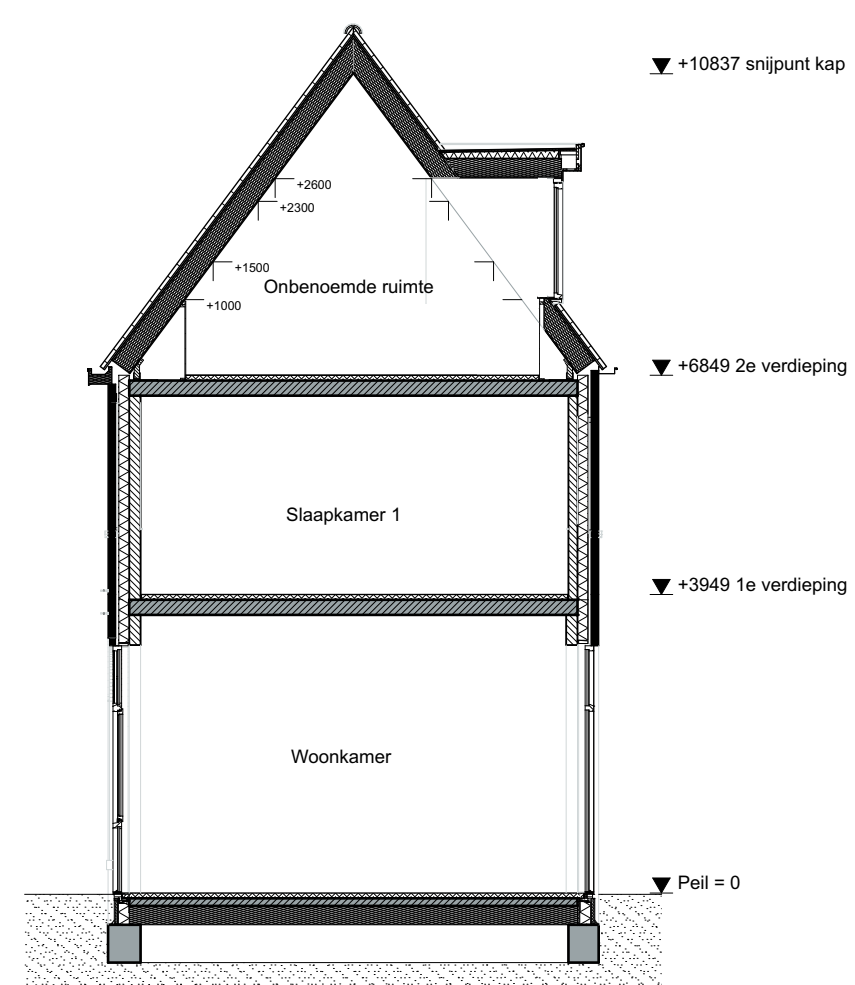 +10837 snijpunt kap
+2600
+2300
+1500
Onbenoemde ruimte
+1000
+6849 2e verdieping
Slaapkamer 1
+3949 1e verdieping
Woonkamer
Peil = 0